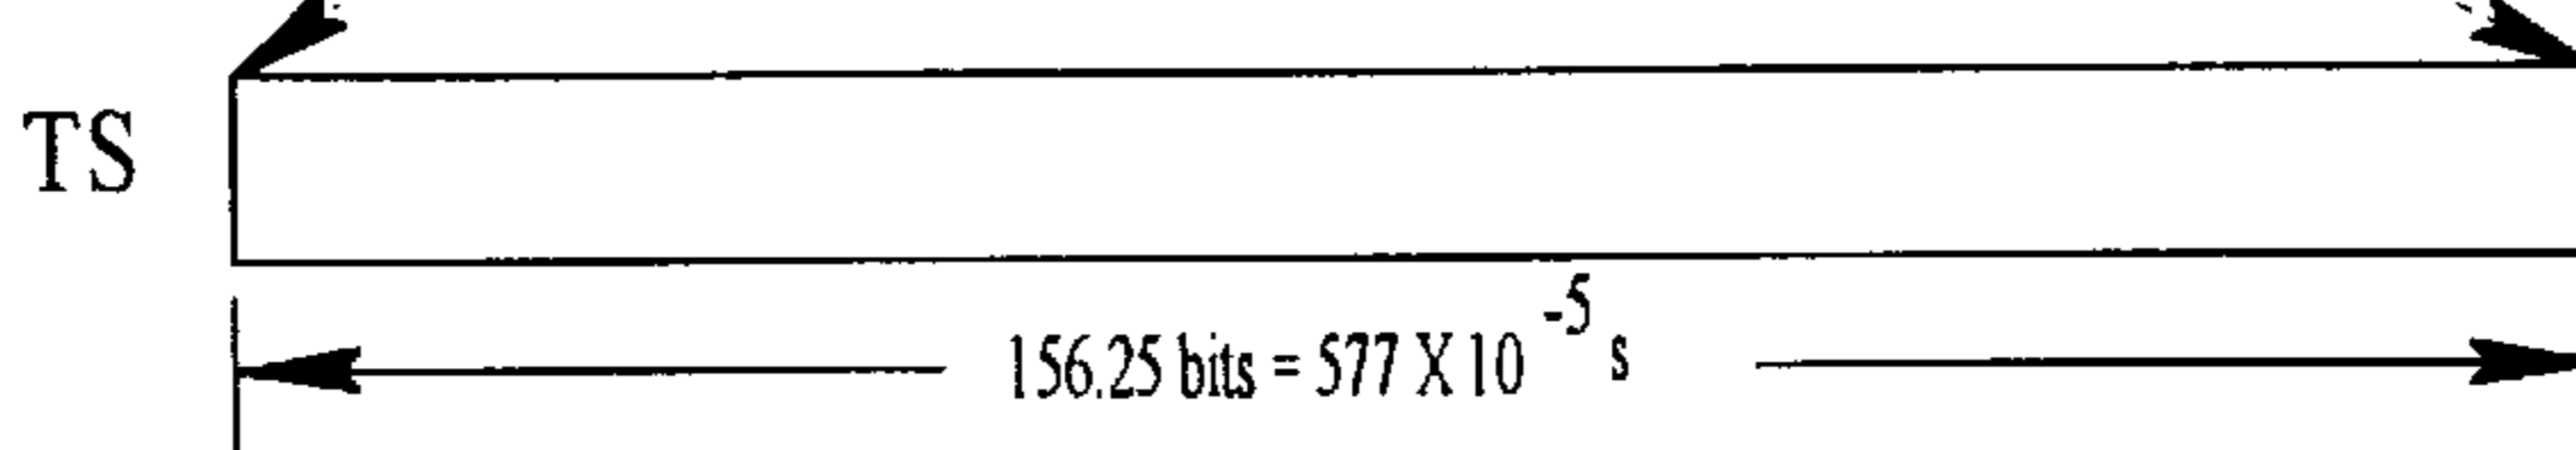 TS
156.25 bits = 577 X 10⁻⁵ s